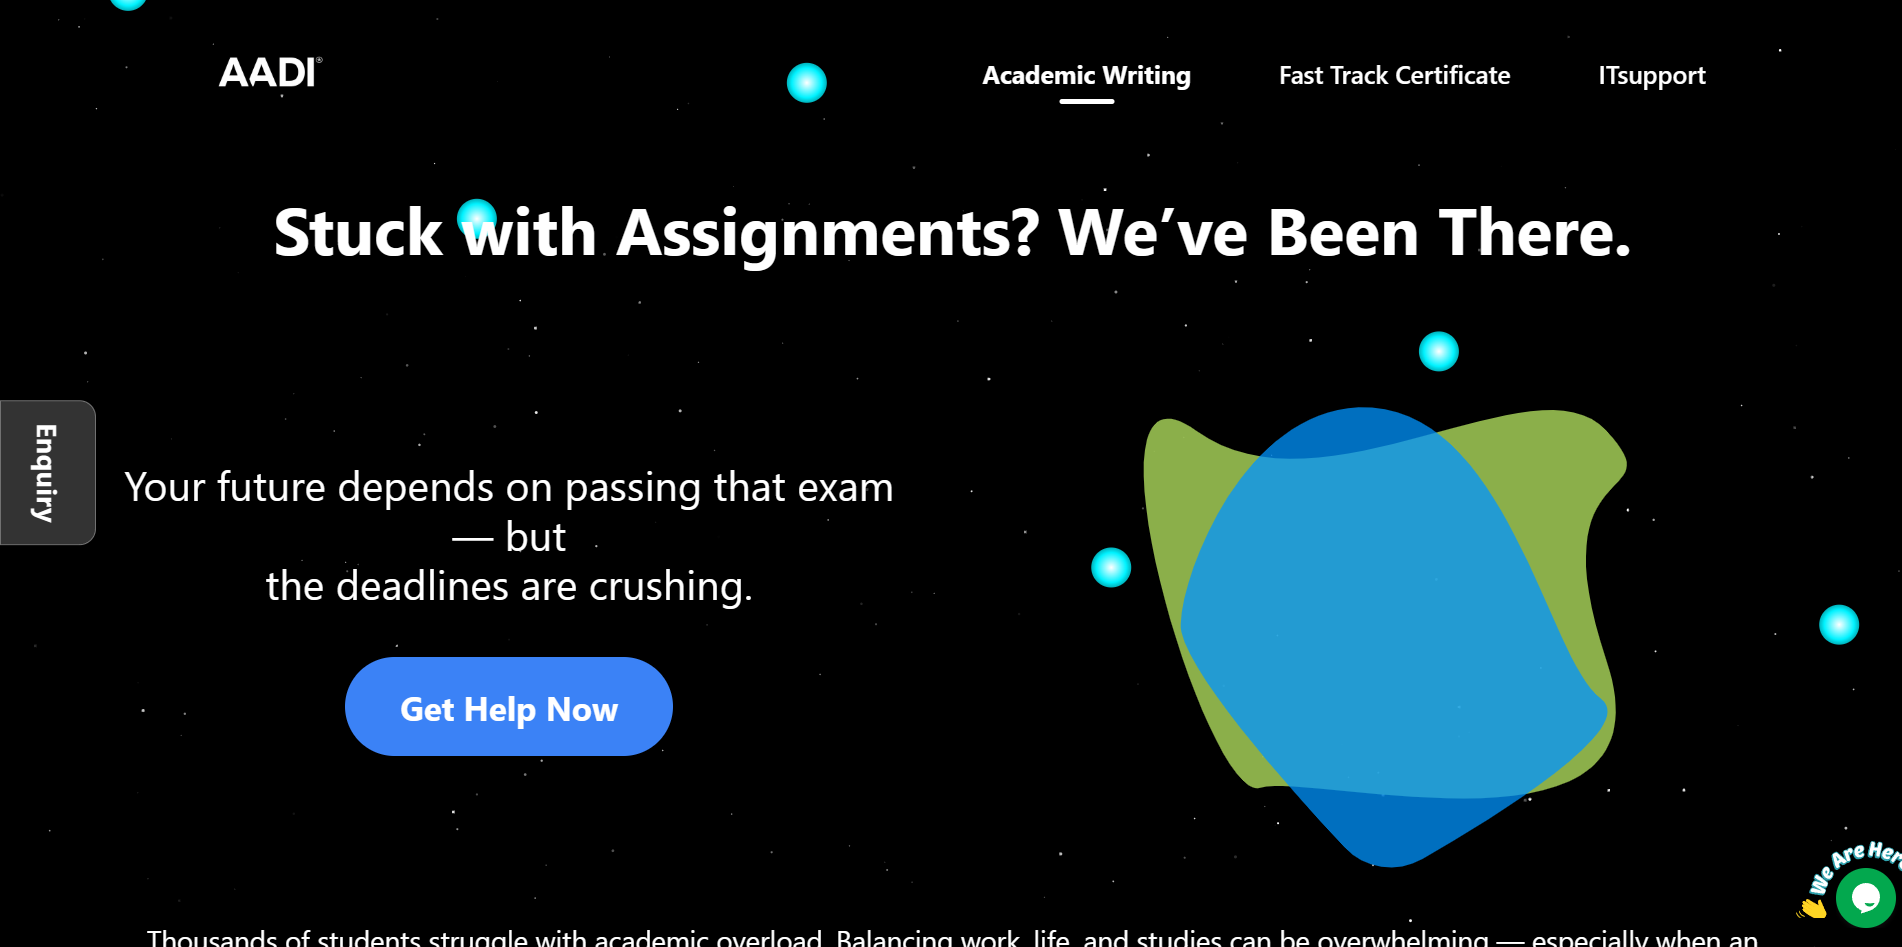 AADI®
Academic Writing
Fast Track Certificate
ITsupport
Stuck with Assignments? We’ve Been There.
Enquiry
Your future depends on passing that exam
— but
the deadlines are crushing.
Get Help Now
We Are Here
Thousands of students struggle with academic overload. Balancing work, life, and studies can be overwhelming — especially when an